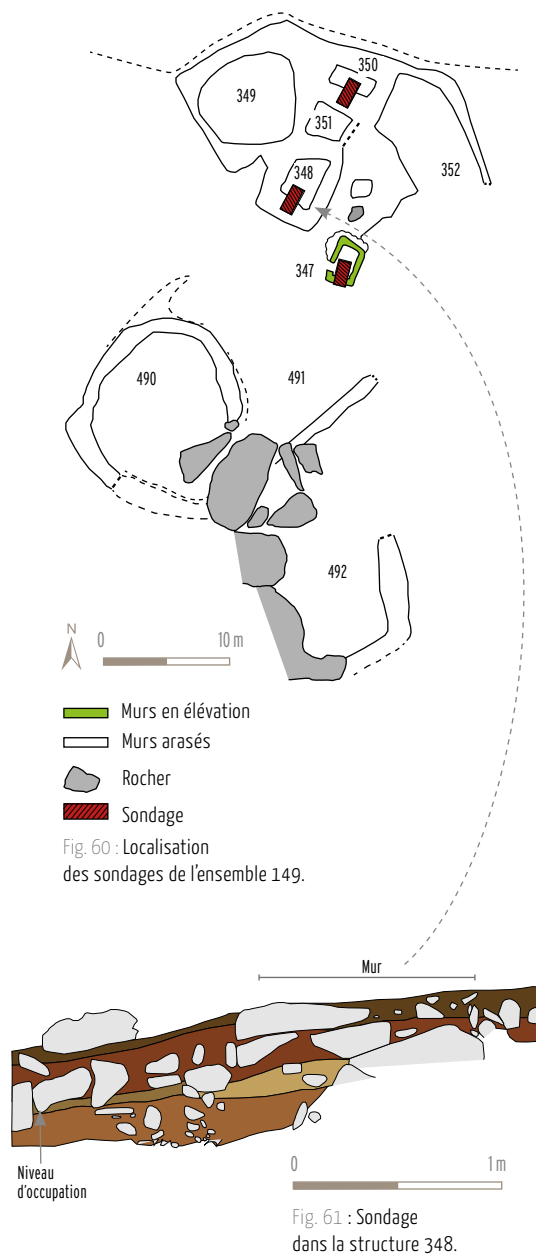 350
349
351
348
352
347
490
491
492
N
0 10 m
Murs en élévation
Murs arasés
Rocher
Sondage
Fig. 60 : Localisation
des sondages de l'ensemble 149.
Mur
Niveau
d'occupation
0 1 m
Fig. 61 : Sondage
dans la structure 348.